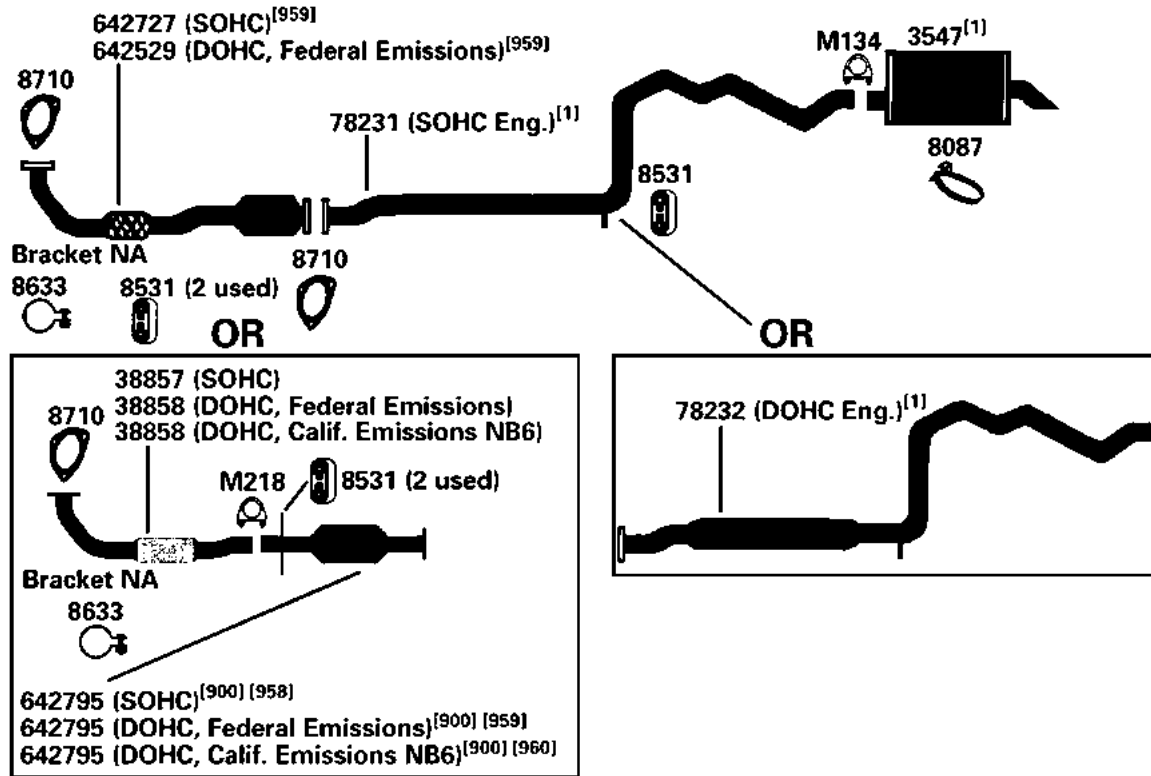 642727 (SOHC)[959]
642529 (DOHC, Federal Emissions)[959]
8710
M134
3547[1]
78231 (SOHC Eng.)[1]
8087
8531
Bracket NA
8710
8633
8531 (2 used)
OR
OR
38857 (SOHC)
38858 (DOHC, Federal Emissions)
38858 (DOHC, Calif. Emissions NB6)
8710
M218
8531 (2 used)
Bracket NA
8633
642795 (SOHC)[900] [958]
642795 (DOHC, Federal Emissions)[900] [959]
642795 (DOHC, Calif. Emissions NB6)[900] [960]
78232 (DOHC Eng.)[1]